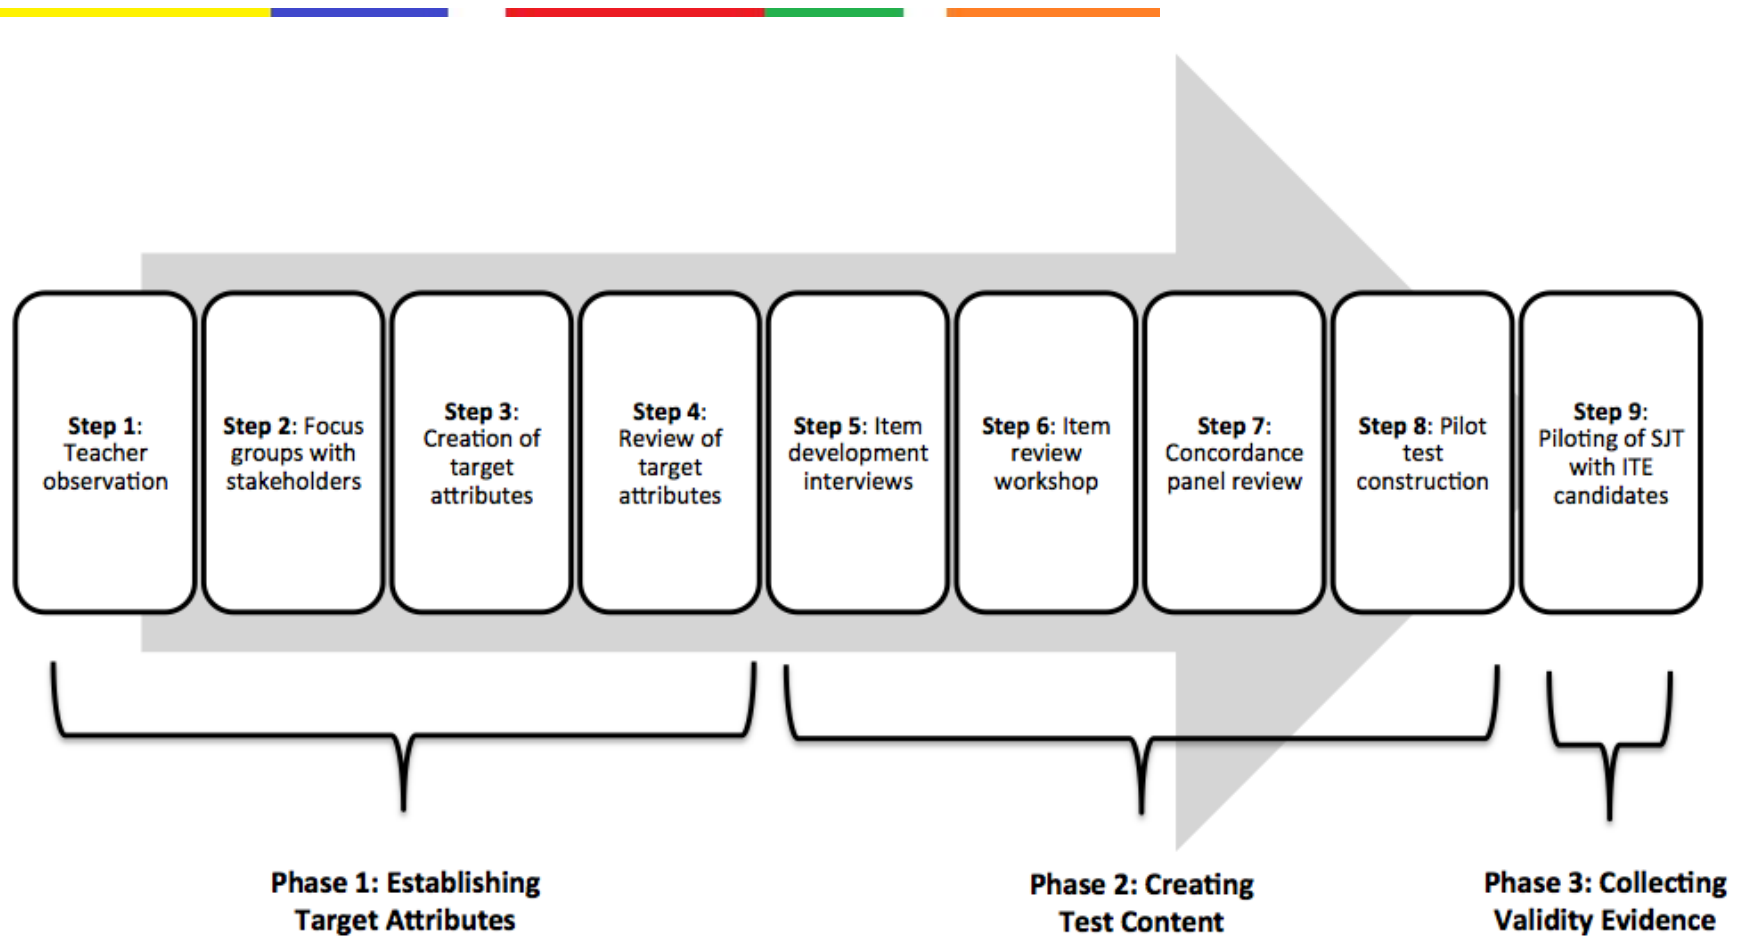 Step 1:
Teacher
observation
Step 2: Focus
groups with
stakeholders
Step 3:
Creation of
target
attributes
Step 4:
Review of
target
attributes
Step 5: Item
development
interviews
Step 6: Item
review
workshop
Step 7:
Concordance
panel review
Step 8: Pilot
test
construction
Step 9:
Piloting of SJT
with ITE
candidates
Phase 1: Establishing
Target Attributes
Phase 2: Creating
Test Content
Phase 3: Collecting
Validity Evidence